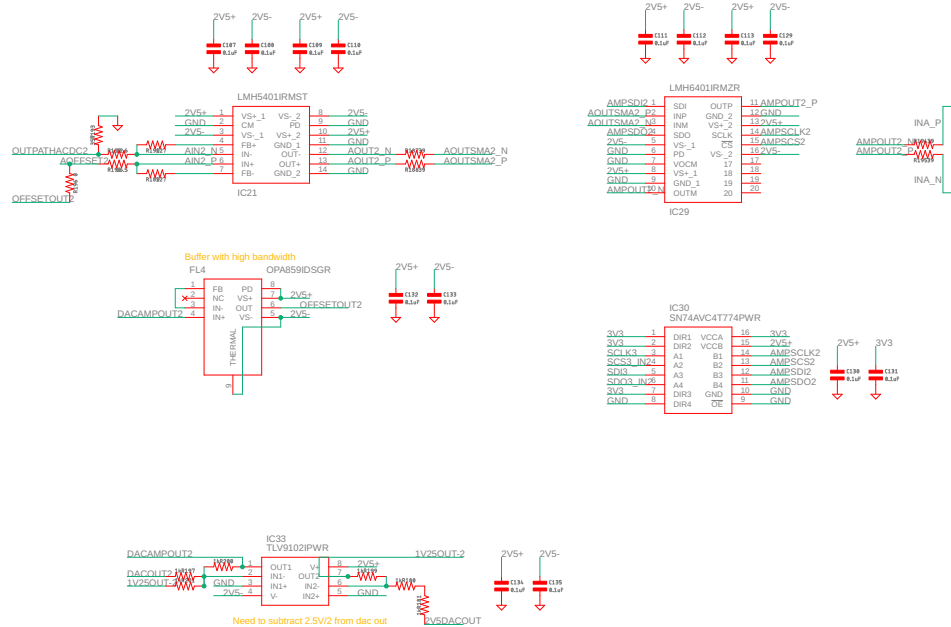 2V5+ 2V5- 2V5+ 2V5-
C107 C108 C109 C110
0.1uF 0.1uF 0.1uF 0.1uF
LMH5401IRMST
2V5+ 1 VS+_1 VS-_2 8 2V5-
GND 2 CM PD 9 GND
2V5- 3 VS-_1 VS+_2 10 2V5+
4 FB+ GND_1 11 GND
OUTPATHACDC2 AIN2_N 5 IN- OUT- 12 AOUT2_N AOUTSMA2_N
AOFFSET2 AIN2_P 6 IN+ OUT+ 13 AOUT2_P AOUTSMA2_P
7 FB- GND_2 14 GND
OFFSETOUT2
IC21
2V5+ 2V5- 2V5+ 2V5-
C111 C112 C113 C129
0.1uF 0.1uF 0.1uF 0.1uF
LMH6401IRMZR
AMPSDI2 1 SDI OUTP 11 AMPOUT2_P
AOUTSMA2_P 2 INP GND_2 12 GND
AOUTSMA2_N 3 INM VS+_2 13 2V5+
AMPSDO2 4 SDO SCLK 14 AMPSCLK2
2V5- 5 VS-_1 CS 15 AMPSCS2
GND 6 PD VS-_2 16 2V5-
GND 7 VOCM 17 17
2V5+ 8 VS+_1 18 18
GND 9 GND_1 19 19
AMPOUT2_N 10 OUTM 20 20
IC29
INA_P
AMPOUT2_N
AMPOUT2_P
INA_N
Buffer with high bandwidth
FL4 OPA859IDSGR
1 FB PD 8
2 NC VS+ 7 2V5+
3 IN- OUT 6 OFFSETOUT2
DACAMPOUT2 4 IN+ VS- 5 2V5-
THERMAL
9
2V5+ 2V5-
C132 C133
0.1uF 0.1uF
IC30
SN74AVC4T774PWR
3V3 1 DIR1 VCCA 16 3V3
3V3 2 DIR2 VCCB 15 2V5+
SCLK3 3 A1 B1 14 AMPSCLK2
SCS3_IN2 4 A2 B2 13 AMPSCS2
SDI3 5 A3 B3 12 AMPSDI2
SDO3_IN2 6 A4 B4 11 AMPSDO2
3V3 7 DIR3 GND 10 GND
GND 8 DIR4 OE 9 GND
2V5+ 3V3
C130 C131
0.1uF 0.1uF
IC33
TLV9102IPWR
DACAMPOUT2 1 OUT1 V+ 8 1V25OUT-2
DACOUT2 2 IN1- OUT2 7 2V5+
1V25OUT-2 GND 3 IN1+ IN2- 6
2V5- 4 V- IN2+ 5 GND
2V5DACOUT
2V5+ 2V5-
C134 C135
0.1uF 0.1uF
Need to subtract 2.5V/2 from dac out